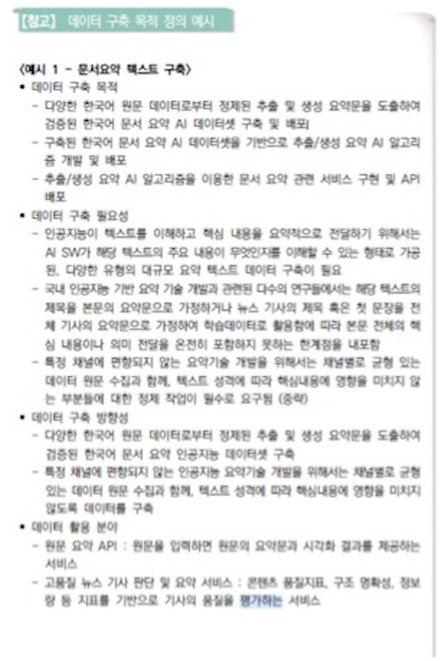 【참고】 데이터 구축 목적 정의 예시
<예시 1 - 문서요약 텍스트 구축>
• 데이터 구축 목적
- 다양한 한국어 원문 데이터로부터 정제된 추출 및 생성 요약문을 도출하여
검증된 한국어 문서 요약 AI 데이터셋 구축 및 배포
- 구축된 한국어 문서 요약 AI 데이터셋을 기반으로 추출/생성 요약 AI 알고리
즘 개발 및 배포
- 추출/생성 요약 AI 알고리즘을 이용한 문서 요약 관련 서비스 구현 및 API
배포
• 데이터 구축 필요성
- 인공지능이 텍스트를 이해하고 핵심 내용을 요약적으로 전달하기 위해서는
AI SW가 해당 텍스트의 주요 내용이 무엇인지를 이해할 수 있는 형태로 가공
된, 다양한 유형의 대규모 요약 텍스트 데이터 구축이 필요
- 국내 인공지능 기반 요약 기술 개발과 관련된 다수의 연구들에서는 해당 텍스트의
제목을 본문의 요약문으로 가정하거나 뉴스 기사의 제목 혹은 첫 문장을 전
체 기사의 요약문으로 가정하여 학습데이터로 활용함에 따라 본문 전체의 핵
심 내용이나 의미 전달을 온전히 포함하지 못하는 한계점을 내포함
- 특정 채널에 편향되지 않는 요약기술 개발을 위해서는 채널별로 균형 있는
데이터 원문 수집과 함께, 텍스트 성격에 따라 핵심내용에 영향을 미치지 않
는 부분들에 대한 정제 작업이 필수로 요구됨 (중략)
• 데이터 구축 방향성
- 다양한 한국어 원문 데이터로부터 정제된 추출 및 생성 요약문을 도출하여
검증된 한국어 문서 요약 인공지능 데이터셋 구축
- 특정 채널에 편향되지 않는 인공지능 요약기술 개발을 위해서는 채널별로 균형
있는 데이터 원문 수집과 함께, 텍스트 성격에 따라 핵심내용에 영향을 미치지
않도록 데이터를 구축
• 데이터 활용 분야
- 원문 요약 API : 원문을 입력하면 원문의 요약문과 시각화 결과를 제공하는
서비스
- 고품질 뉴스 기사 판단 및 요약 서비스 : 콘텐츠 품질지표, 구조 명확성, 정보
량 등 지표를 기반으로 기사의 품질을 평가하는 서비스